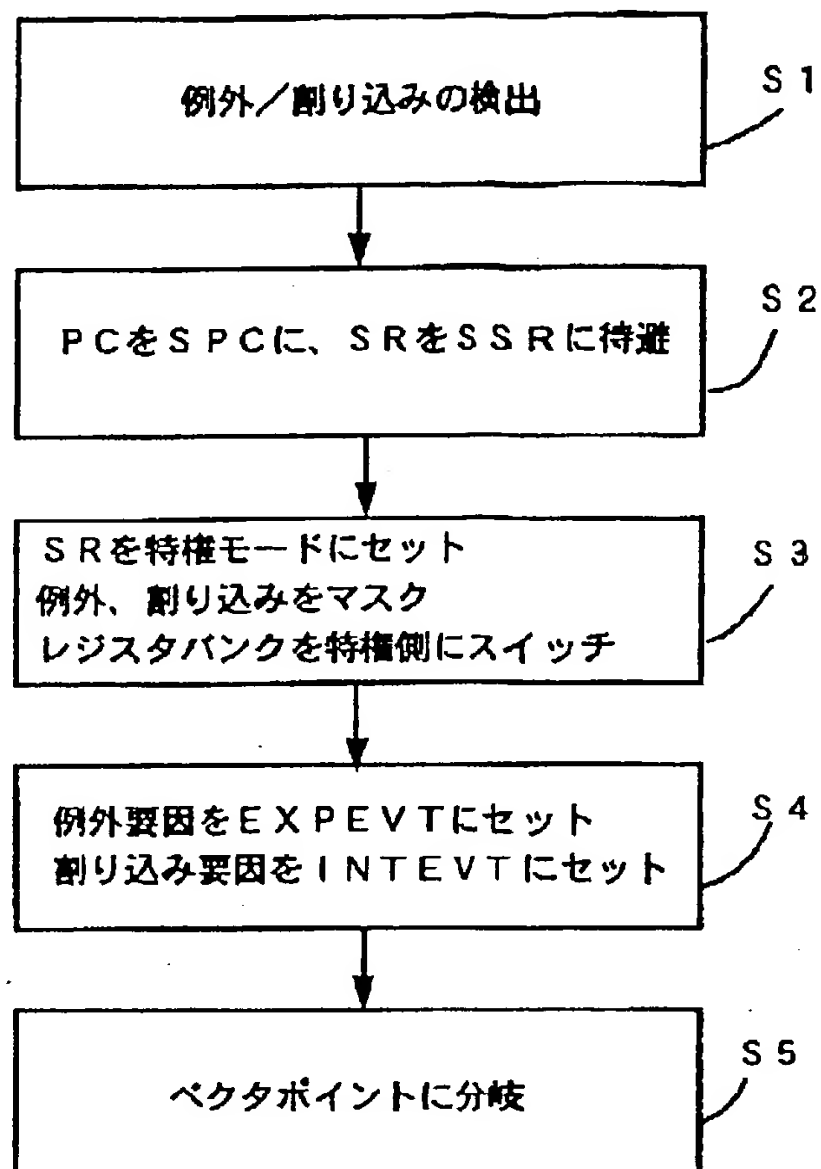 例外／割り込みの検出
S1
PCをSPCに、SRをSSRに待避
S2
SRを特権モードにセット
例外、割り込みをマスク
レジスタバンクを特権側にスイッチ
S3
例外要因をEXPEVTにセット
割り込み要因をINTEVTにセット
S4
ベクタポイントに分岐
S5